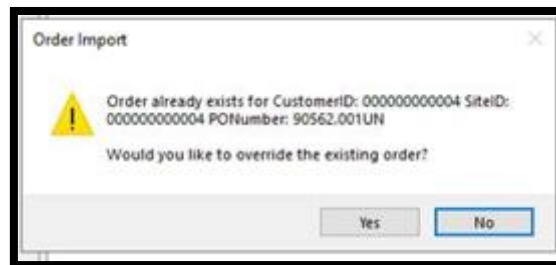 Order Import
Order already exists for CustomerID: 000000000004 SiteID:
000000000004 PONumber: 90562.001UN
Would you like to override the existing order?
Yes
No